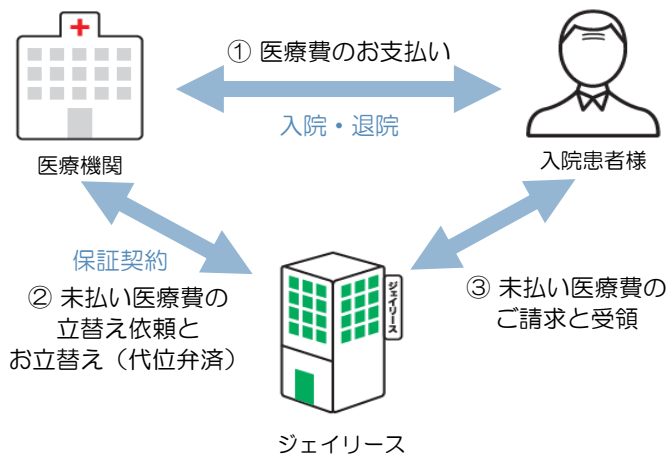 ① 医療費のお支払い
入院・退院
医療機関
入院患者様
保証契約
② 未払い医療費の
立替え依頼と
お立替え（代位弁済）
ジェイリース
③ 未払い医療費の
ご請求と受領
ジェイリース